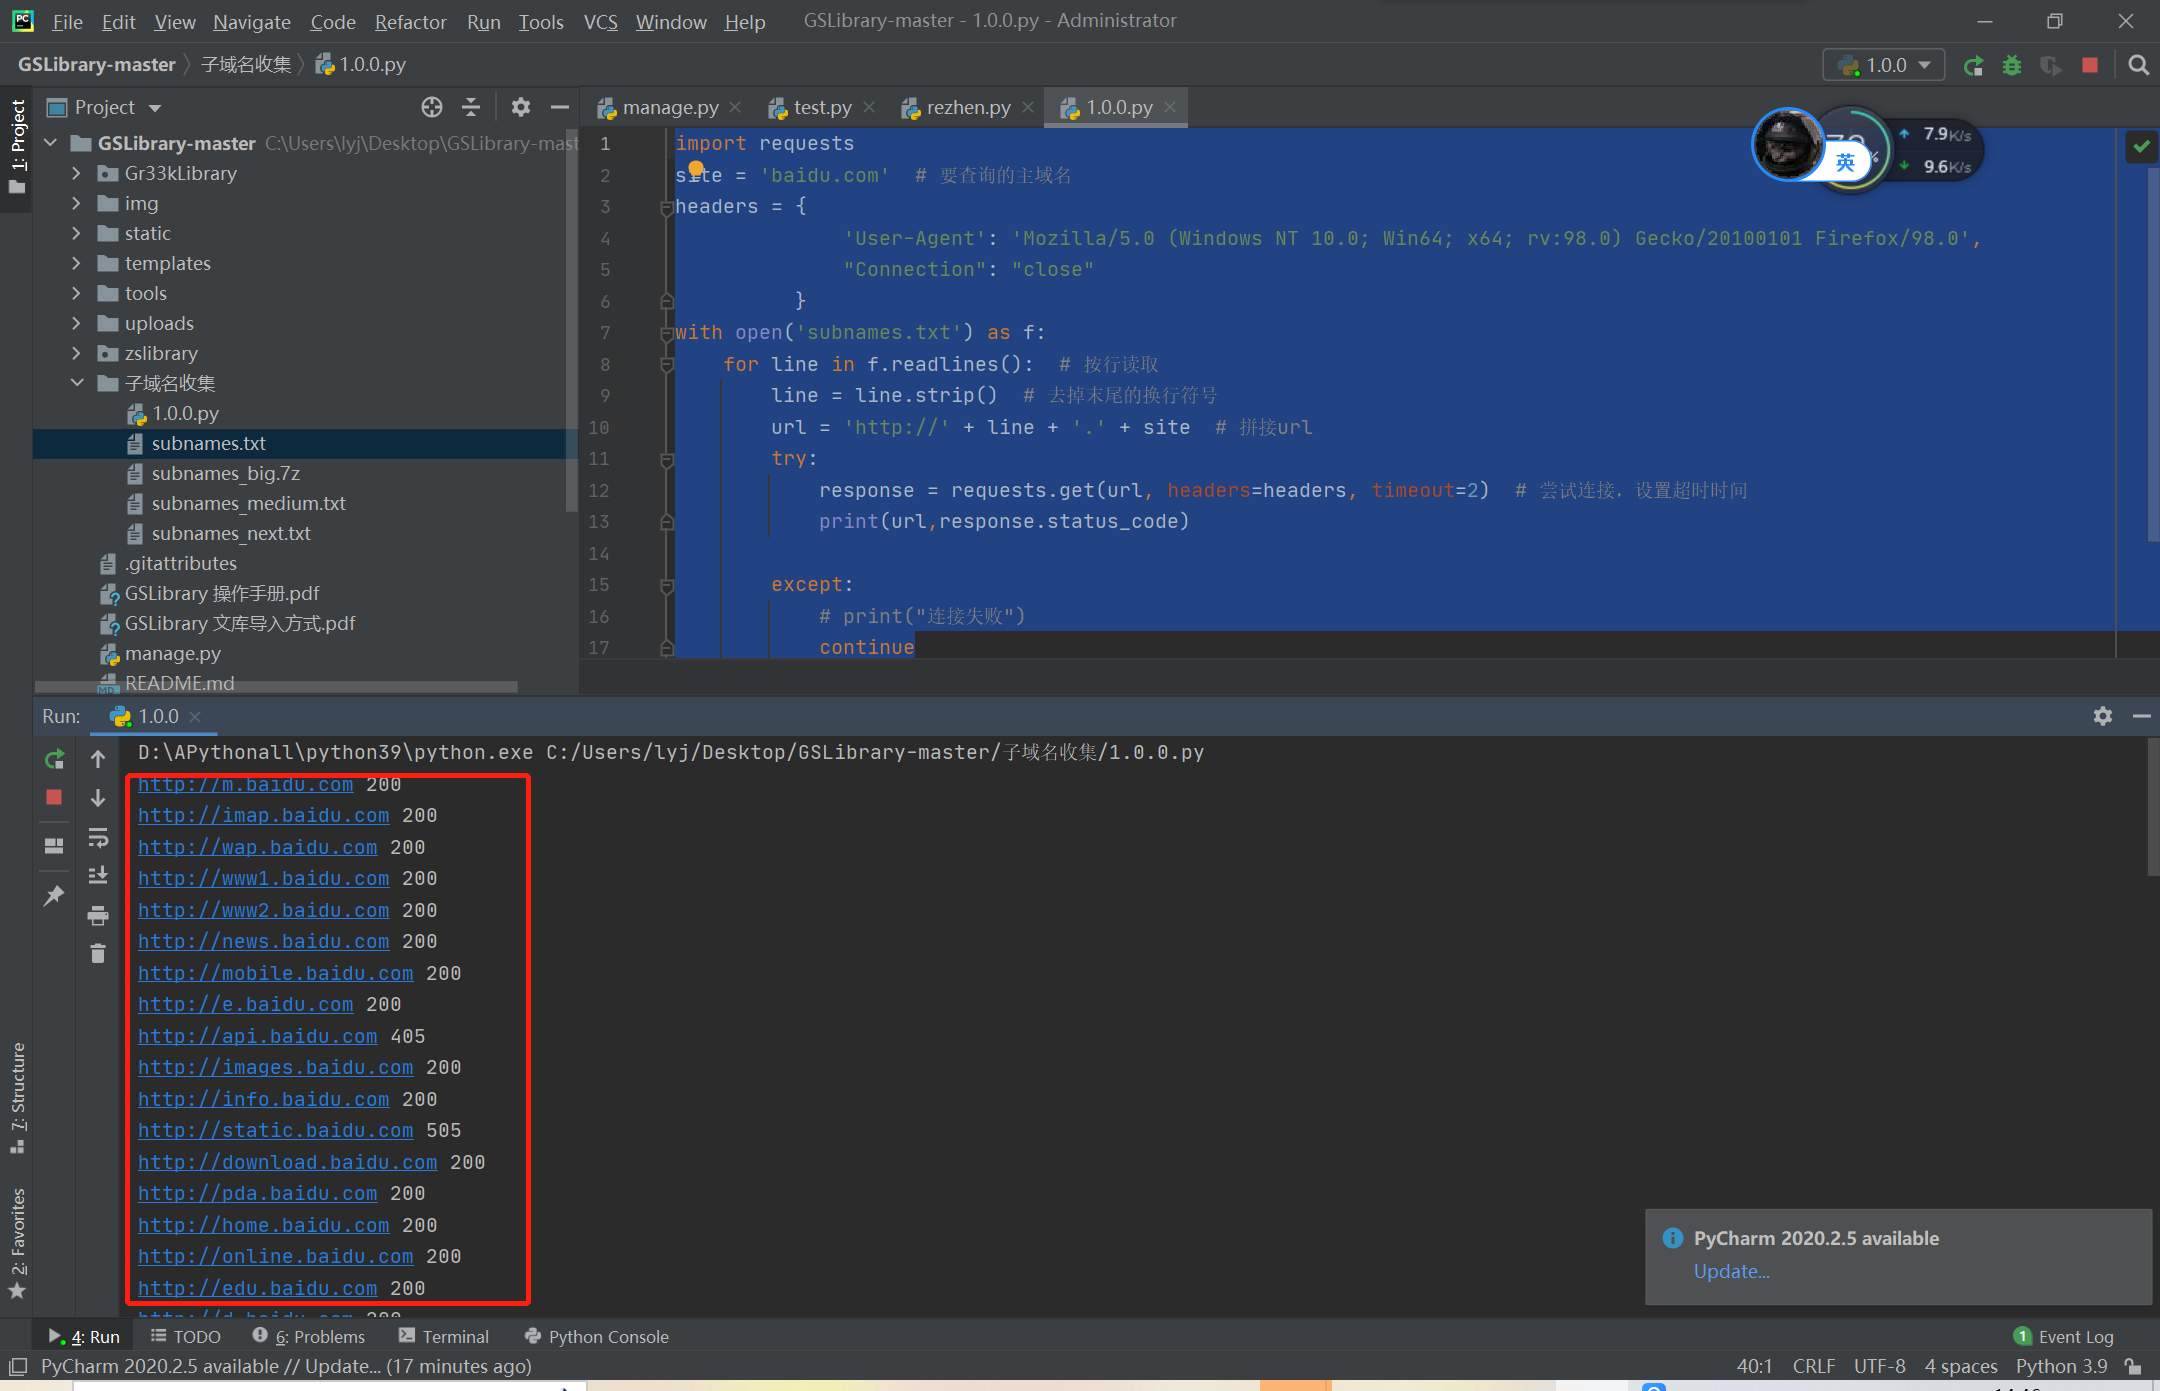 File Edit View Navigate Code Refactor Run Tools VCS Window Help GSLibrary-master - 1.0.0.py - Administrator
GSLibrary-master 子域名收集 1.0.0.py 1.0.0
1: Project
Project
GSLibrary-master C:\Users\lyj\Desktop\GSLibrary-mast
Gr33kLibrary
img
static
templates
tools
uploads
zslibrary
子域名收集
1.0.0.py
subnames.txt
subnames_big.7z
subnames_medium.txt
subnames_next.txt
.gitattributes
GSLibrary 操作手册.pdf
GSLibrary 文库导入方式.pdf
manage.py
README.md
manage.py test.py rezhen.py 1.0.0.py
英
7.9K/s
9.6K/s
1 import requests
2 site = 'baidu.com' # 要查询的主域名
3 headers = {
4 'User-Agent': 'Mozilla/5.0 (Windows NT 10.0; Win64; x64; rv:98.0) Gecko/20100101 Firefox/98.0',
5 "Connection": "close"
6 }
7 with open('subnames.txt') as f:
8 for line in f.readlines(): # 按行读取
9 line = line.strip() # 去掉末尾的换行符号
10 url = 'http://' + line + '.' + site # 拼接url
11 try:
12 response = requests.get(url, headers=headers, timeout=2) # 尝试连接，设置超时时间
13 print(url,response.status_code)
14
15 except:
16 # print("连接失败")
17 continue
Run: 1.0.0
D:\APythonall\python39\python.exe C:/Users/lyj/Desktop/GSLibrary-master/子域名收集/1.0.0.py
http://m.baidu.com 200
http://imap.baidu.com 200
http://wap.baidu.com 200
http://www1.baidu.com 200
http://www2.baidu.com 200
http://news.baidu.com 200
http://mobile.baidu.com 200
http://e.baidu.com 200
http://api.baidu.com 405
http://images.baidu.com 200
http://info.baidu.com 200
http://static.baidu.com 505
http://download.baidu.com 200
http://pda.baidu.com 200
http://home.baidu.com 200
http://online.baidu.com 200
http://edu.baidu.com 200
http://d.baidu.com 200
7: Structure
2: Favorites
PyCharm 2020.2.5 available
Update...
4: Run TODO 6: Problems Terminal Python Console 1 Event Log
PyCharm 2020.2.5 available // Update... (17 minutes ago) 40:1 CRLF UTF-8 4 spaces Python 3.9